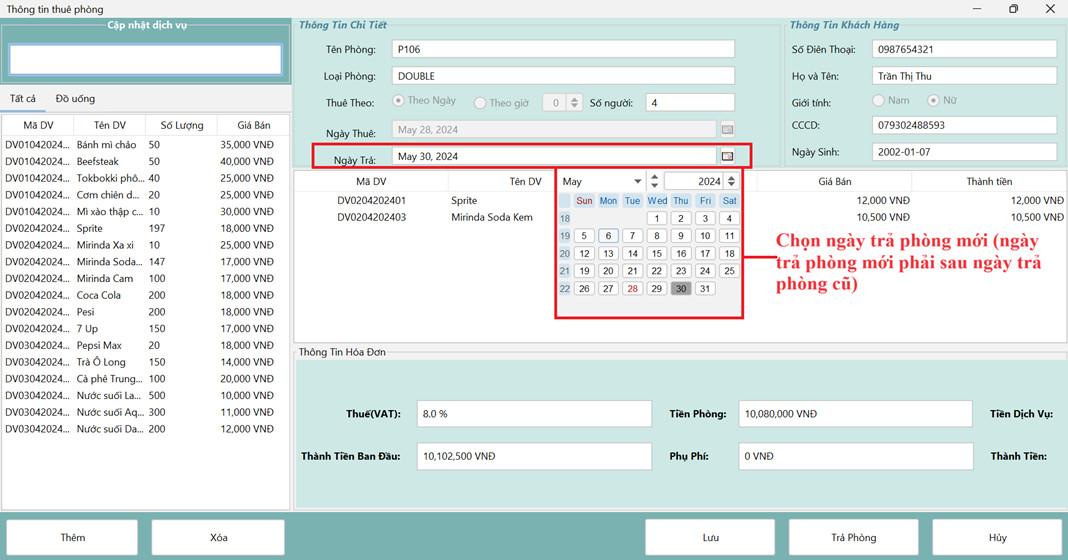 Thông tin thuê phòng
Cập nhật dịch vụ
Tất cả Đồ uống
Mã DV Tên DV Số Lượng Giá Bán
DV01042024... Bánh mì chảo 50 35,000 VNĐ
DV01042024... Beefsteak 50 40,000 VNĐ
DV01042024... Tokbokki phô... 40 25,000 VNĐ
DV01042024... Cơm chiên d... 20 25,000 VNĐ
DV01042024... Mì xào thập c... 10 30,000 VNĐ
DV02042024... Sprite 197 18,000 VNĐ
DV02042024... Mirinda Xa xi 10 25,000 VNĐ
DV02042024... Mirinda Soda... 147 17,000 VNĐ
DV02042024... Mirinda Cam 100 17,000 VNĐ
DV02042024... Coca Cola 200 18,000 VNĐ
DV02042024... Pesi 200 18,000 VNĐ
DV02042024... 7 Up 150 17,000 VNĐ
DV03042024... Pepsi Max 20 18,000 VNĐ
DV03042024... Trà Ô Long 150 14,000 VNĐ
DV03042024... Cà phê Trung... 100 20,000 VNĐ
DV03042024... Nước suối La... 500 10,000 VNĐ
DV03042024... Nước suối Aq... 300 11,000 VNĐ
DV03042024... Nước suối Da... 200 12,000 VNĐ
Thông Tin Chi Tiết
Tên Phòng: P106
Loại Phòng: DOUBLE
Thuê Theo: Theo Ngày Theo giờ 0 Số người: 4
Ngày Thuê: May 28, 2024
Ngày Trả: May 30, 2024
Thông Tin Khách Hàng
Số Điên Thoại: 0987654321
Họ và Tên: Trần Thị Thu
Giới tính: Nam Nữ
CCCD: 079302488593
Ngày Sinh: 2002-01-07
Mã DV Tên DV Giá Bán Thành tiền
DV0204202401 Sprite 12,000 VNĐ 12,000 VNĐ
DV0204202403 Mirinda Soda Kem 10,500 VNĐ 10,500 VNĐ
May 2024
Sun Mon Tue Wed Thu Fri Sat
18 1 2 3 4
19 5 6 7 8 9 10 11
20 12 13 14 15 16 17 18
21 19 20 21 22 23 24 25
22 26 27 28 29 30 31
Chọn ngày trả phòng mới (ngày
trả phòng mới phải sau ngày trả
phòng cũ)
Thông Tin Hóa Đơn
Thuế(VAT): 8.0 % Tiền Phòng: 10,080,000 VNĐ Tiền Dịch Vụ:
Thành Tiền Ban Đầu: 10,102,500 VNĐ Phụ Phí: 0 VNĐ Thành Tiền:
Thêm Xóa Lưu Trả Phòng Hủy